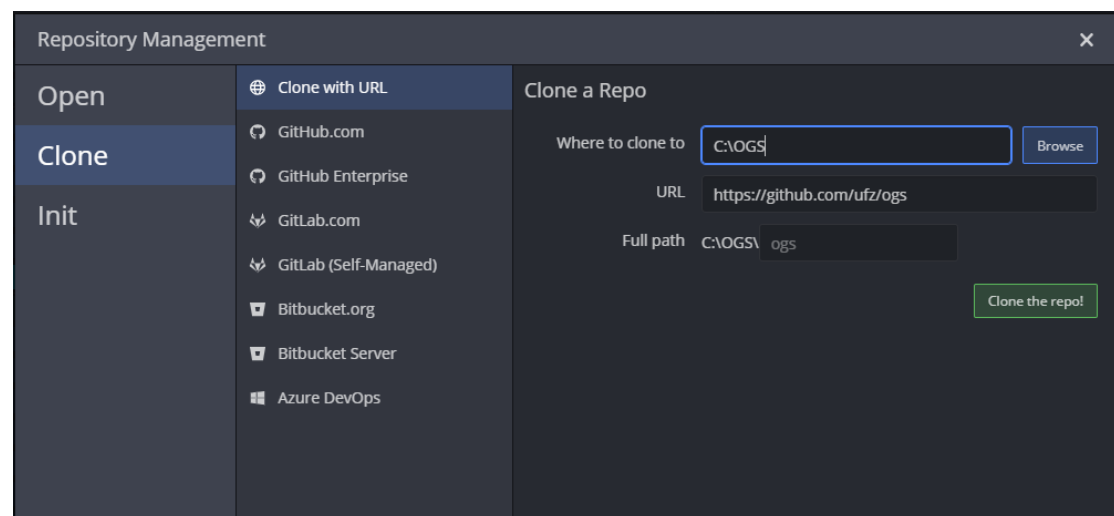 Repository Management
Open
Clone
Init
Clone with URL
GitHub.com
GitHub Enterprise
GitLab.com
GitLab (Self-Managed)
Bitbucket.org
Bitbucket Server
Azure DevOps
Clone a Repo
Where to clone to C:\OGS Browse
URL https://github.com/ufz/ogs
Full path C:\OGS\ ogs
Clone the repo!